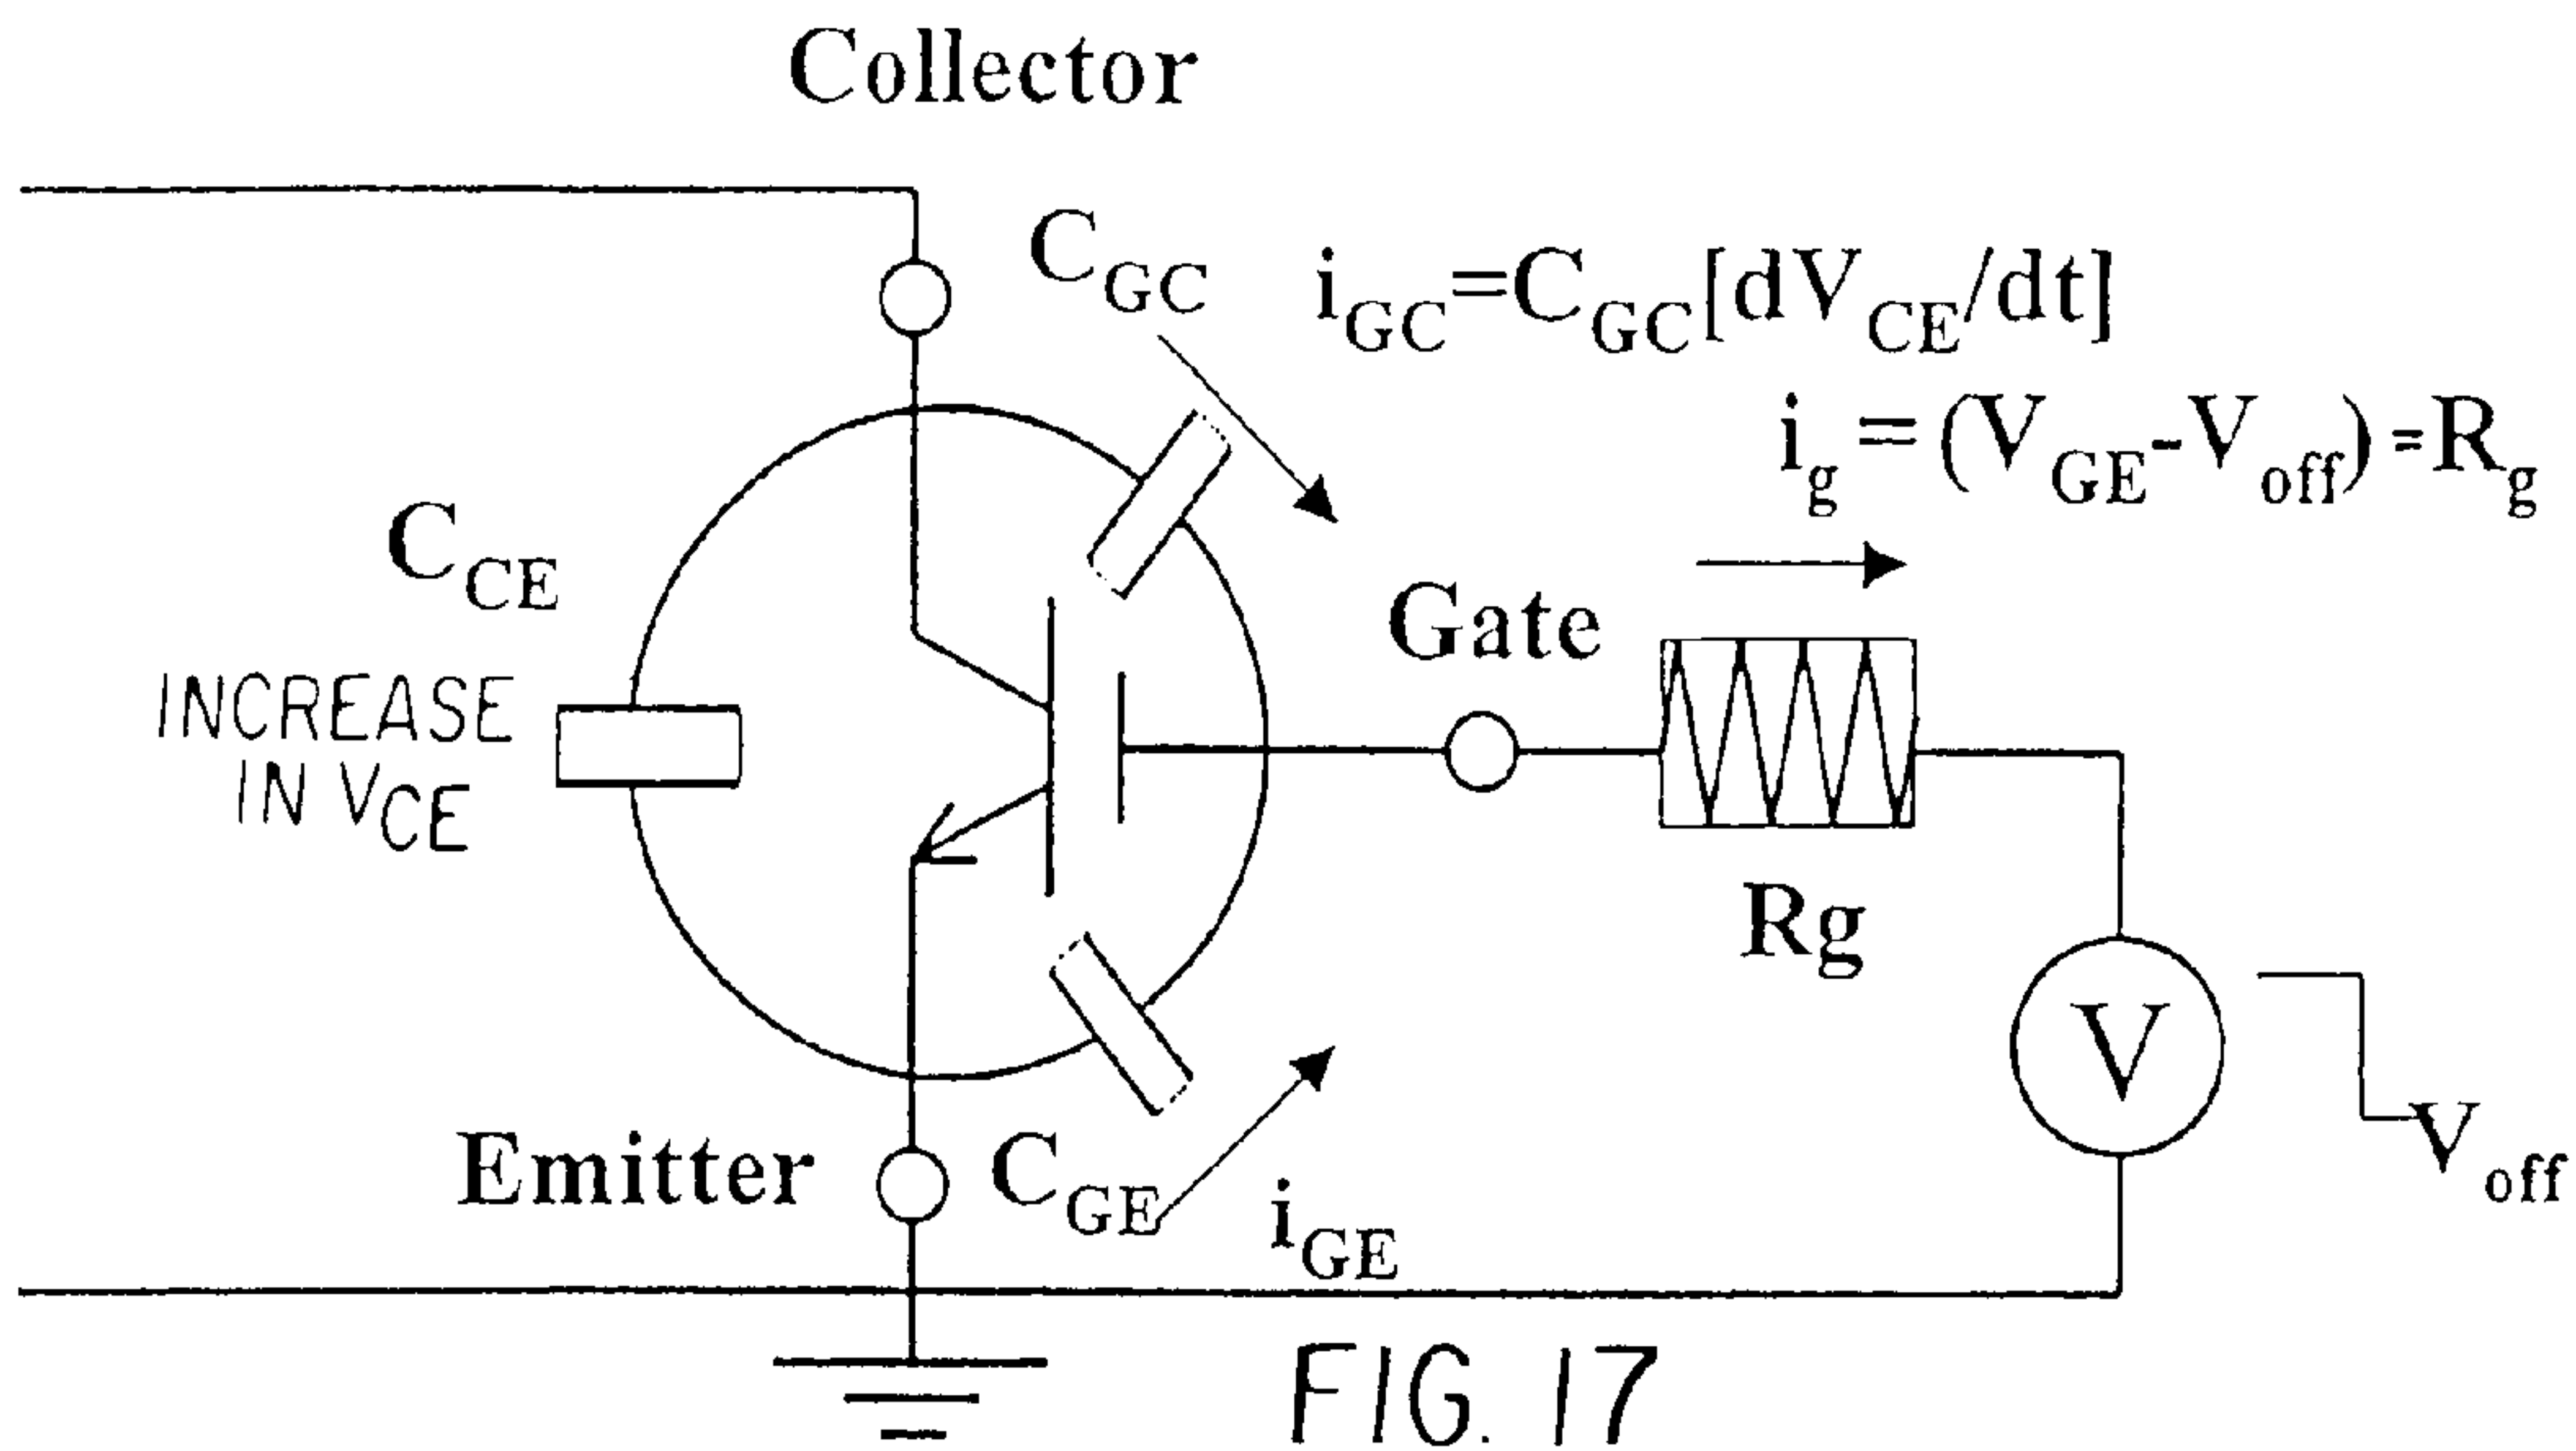 Collector
C_GC
i_GC=C_GC[dV_CE/dt]
i_g = (V_GE-V_off) = R_g
C_CE
INCREASE
IN V_CE
Gate
Rg
V
V_off
Emitter
C_GE
i_GE
FIG. 17